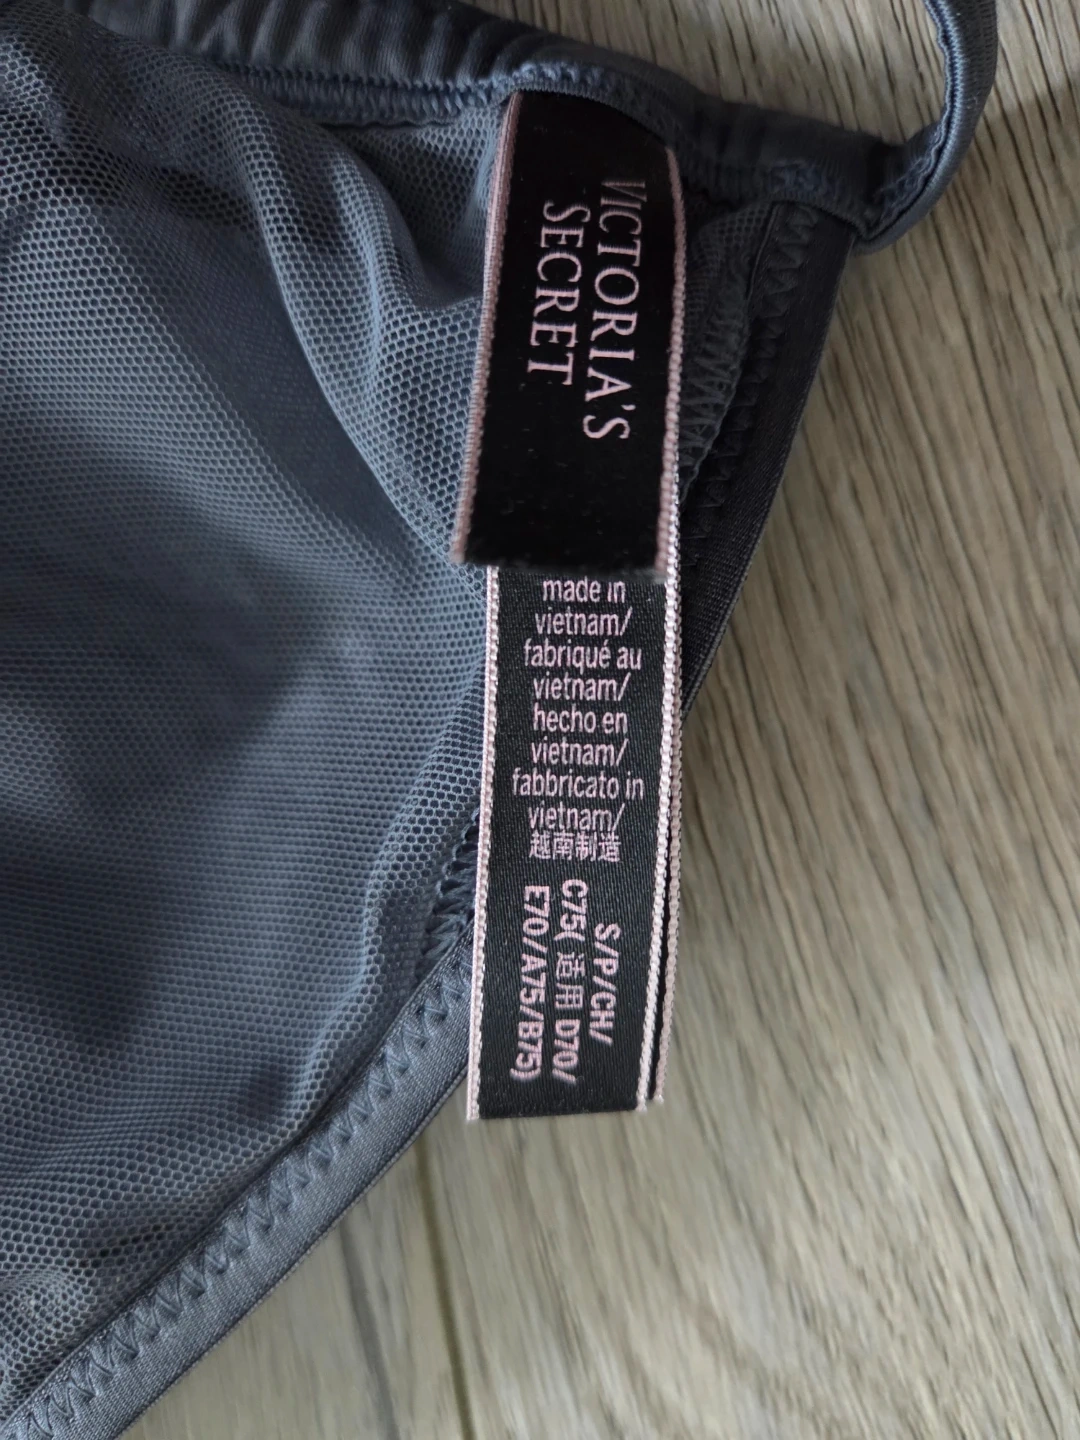 VICTORIA'S
SECRET
made in
vietnam/
fabriqué au
vietnam/
hecho en
vietnam/
fabbricato in
vietnam/
越南制造
S/P/CH/
C75( 适用 D70/
E70/A75/B75)